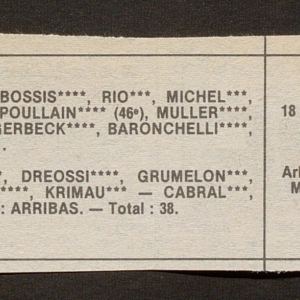 BOSSIS****, RIO***, MICHEL***,
POULLAIN**** (46e), MULLER****,
ERBECK****, BARONCHELLI****,
.
*, DREOSSI****, GRUMELON***,
****, KRIMAU*** — CABRAL***,
: ARRIBAS. — Total : 38.
18
Ar
M